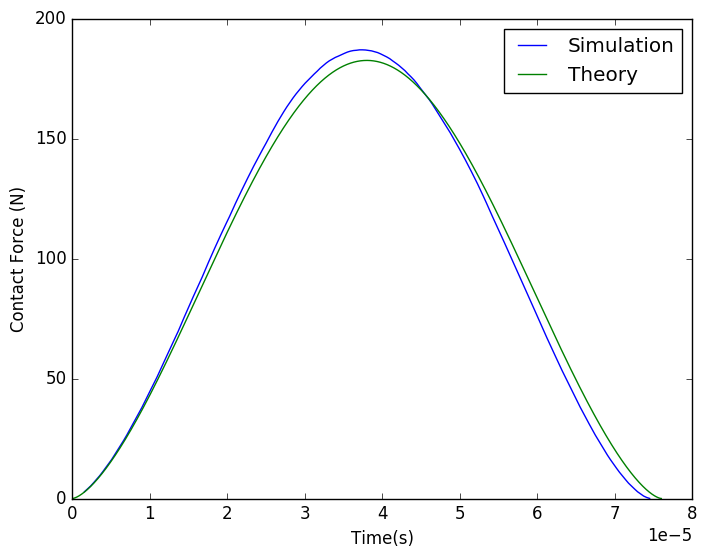 200
Simulation
Theory
150
100
50
0
Contact Force (N)
0 1 2 3 4 5 6 7 8
1e−5
Time(s)